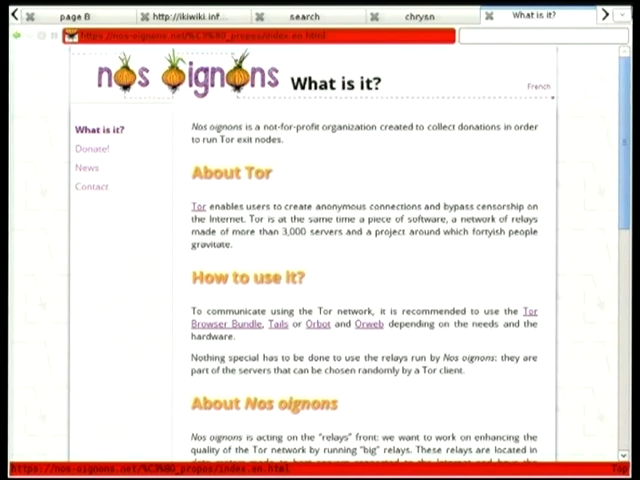 page B
http://ikiwiki.inf...
search
chrysn
What is it?
https://nos-oignons.net/%C3%80_propos/index.en.html
nos oignons
What is it?
French
What is it?
Donate!
News
Contact
Nos oignons is a not-for-profit organization created to collect donations in order
to run Tor exit nodes.
About Tor
Tor enables users to create anonymous connections and bypass censorship on
the Internet. Tor is at the same time a piece of software, a network of relays
made of more than 3,000 servers and a project around which fortyish people
gravitate.
How to use it?
To communicate using the Tor network, it is recommended to use the Tor
Browser Bundle, Tails or Orbot and Orweb depending on the needs and the
hardware.
Nothing special has to be done to use the relays run by Nos oignons: they are
part of the servers that can be chosen randomly by a Tor client.
About Nos oignons
Nos oignons is acting on the "relays" front: we want to work on enhancing the
quality of the Tor network by running "big" relays. These relays are located in
https://nos-oignons.net/%C3%80_propos/index.en.html
Top